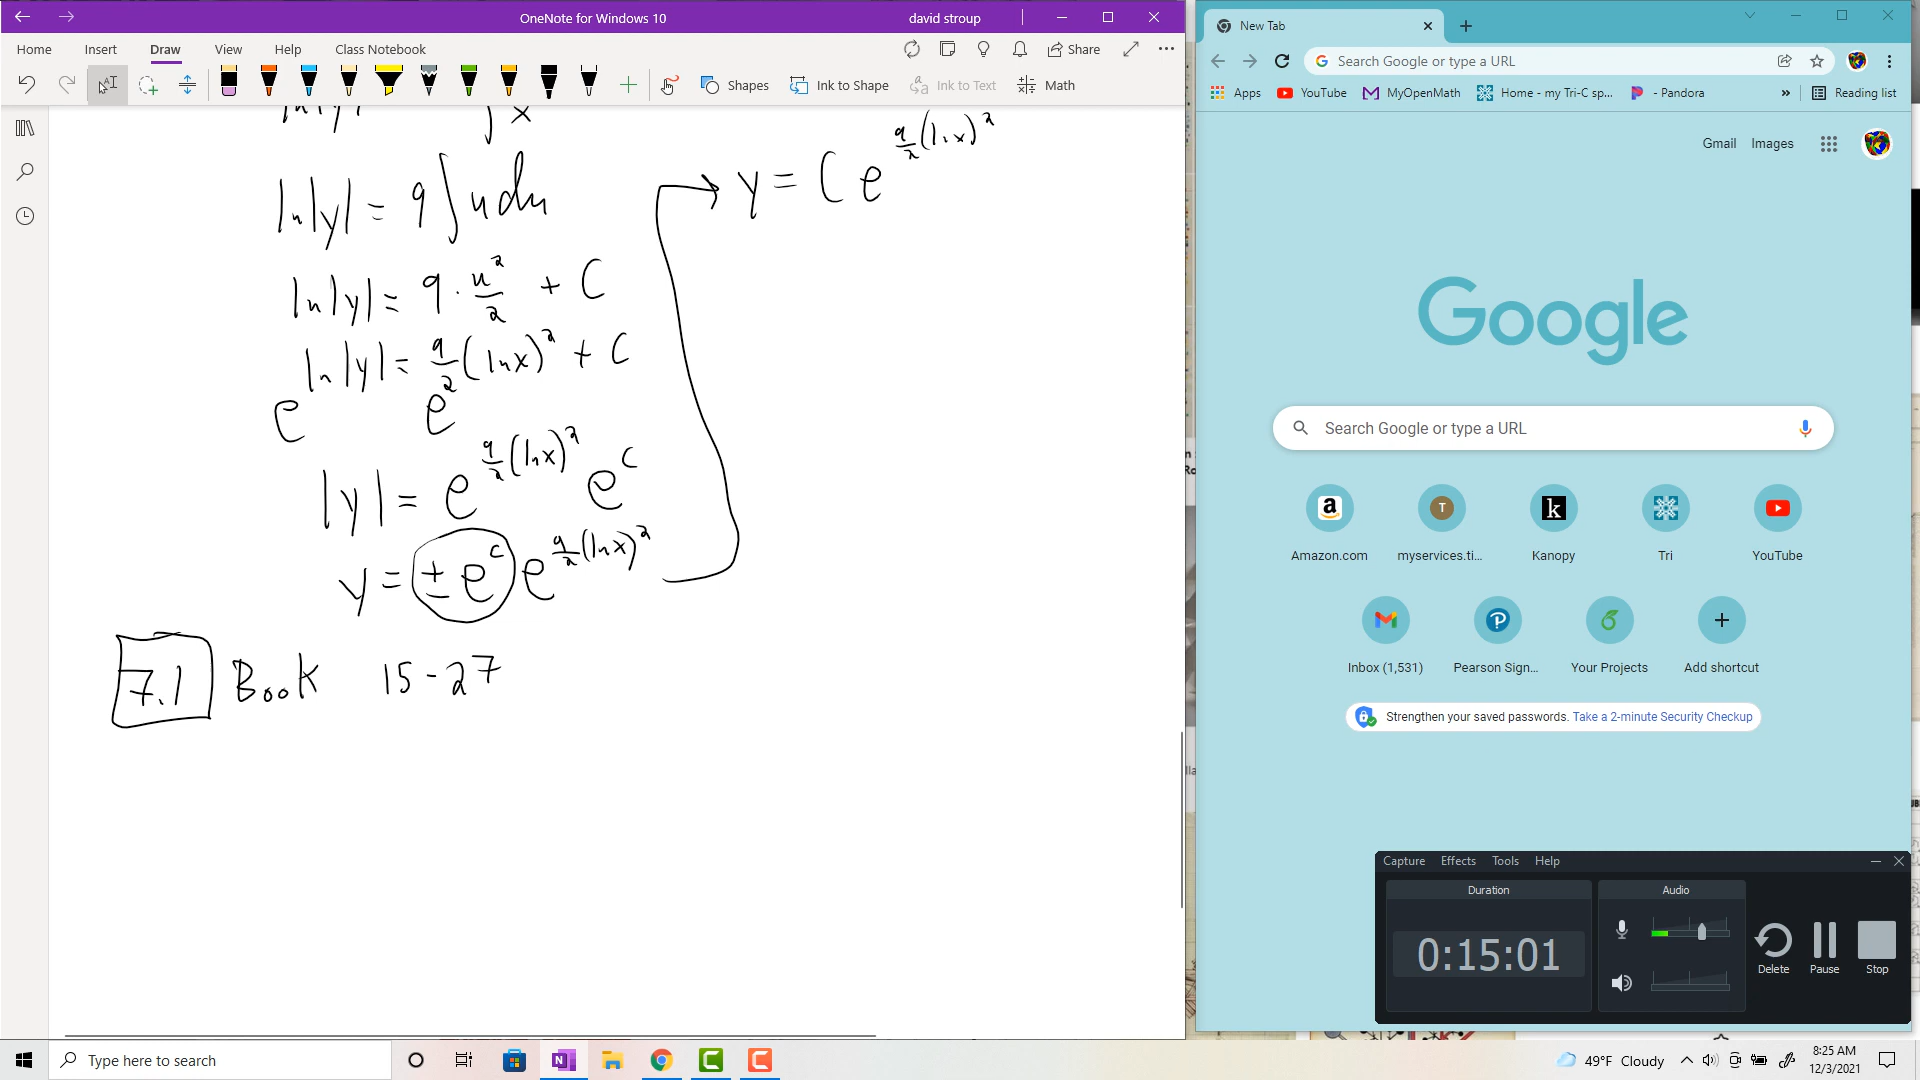 OneNote for Windows 10
david stroup
Home Insert Draw View Help Class Notebook
Share
Shapes Ink to Shape Ink to Text Math
ln|y| = 9∫u du
ln|y| = 9 · u²/2 + C
ln|y| = 9/2 (ln x)² + C
e e
|y| = e^(9/2 (ln x)²) e^c
y = ± e^c e^(9/2 (ln x)²)
y = C e^(9/2 (ln x)²)
7.1 Book 15-27
New Tab
Search Google or type a URL
Apps YouTube MyOpenMath Home - my Tri-C sp... - Pandora » Reading list
Gmail Images
Google
Search Google or type a URL
Amazon.com myservices.ti... Kanopy Tri YouTube
Inbox (1,531) Pearson Sign... Your Projects Add shortcut
Strengthen your saved passwords. Take a 2-minute Security Checkup
Capture Effects Tools Help
Duration Audio
0:15:01
Delete Pause Stop
Type here to search
49°F Cloudy
8:25 AM
12/3/2021